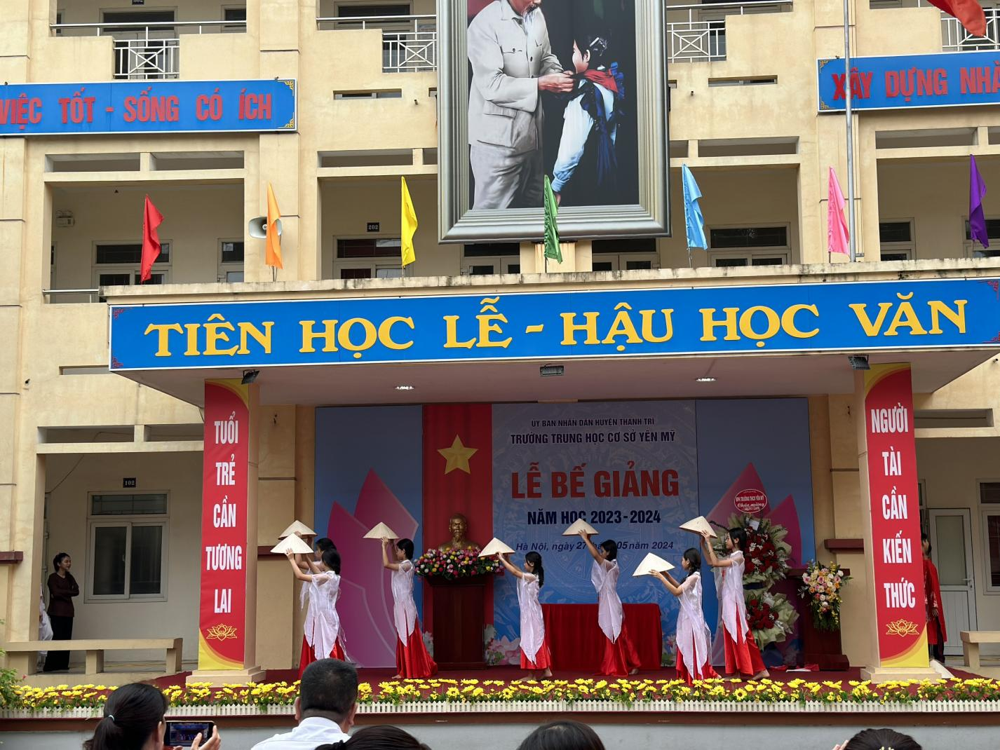 VIỆC TỐT - SỐNG CÓ ÍCH
XÂY DỰNG NHÀ
202
TIÊN HỌC LỄ - HẬU HỌC VĂN
TUỔI
TRẺ
CẦN
TƯƠNG
LAI
ỦY BAN NHÂN DÂN HUYỆN THANH TRÌ
TRƯỜNG TRUNG HỌC CƠ SỞ YÊN MỸ
LỄ BẾ GIẢNG
NĂM HỌC 2023-2024
Hà Nội, ngày 27 05 năm 2024
TRƯỜNG THCS YÊN MỸ
Chúc mừng
NGƯỜI
TÀI
CẦN
KIẾN
THỨC
102